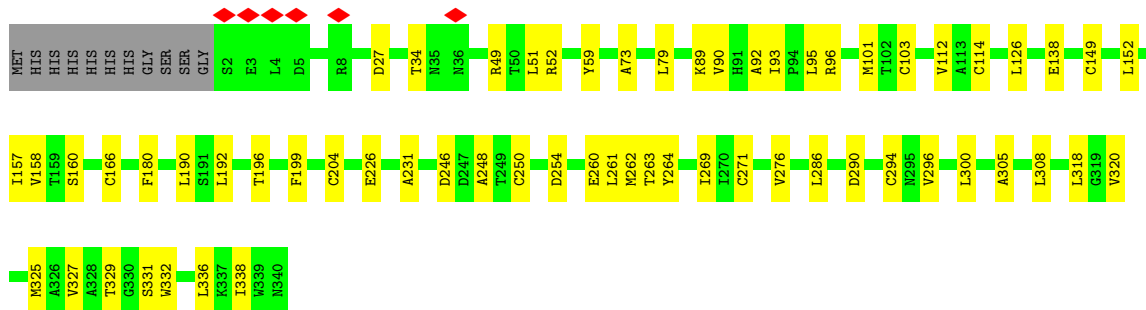 MET HIS HIS HIS HIS HIS HIS GLY SER SER GLY S2 E3 L4 D5 R8 D27 T34 N35 N36 R49 T50 L51 R52 Y59 A73 L79 K89 V90 H91 A92 I93 P94 L95 R96 M101 T102 C103 V112 A113 C114 L126 E138 C149 L152
I157 V158 T159 S160 C166 F180 L190 S191 L192 T196 F199 C204 E226 A231 D246 D247 A248 T249 C250 D254 E260 L261 M262 T263 Y264 I269 I270 C271 V276 L286 D290 C294 N295 V296 L300 A305 L308 L318 G319 V320
M325 A326 V327 A328 T329 G330 S331 W332 L336 K337 I338 W339 N340